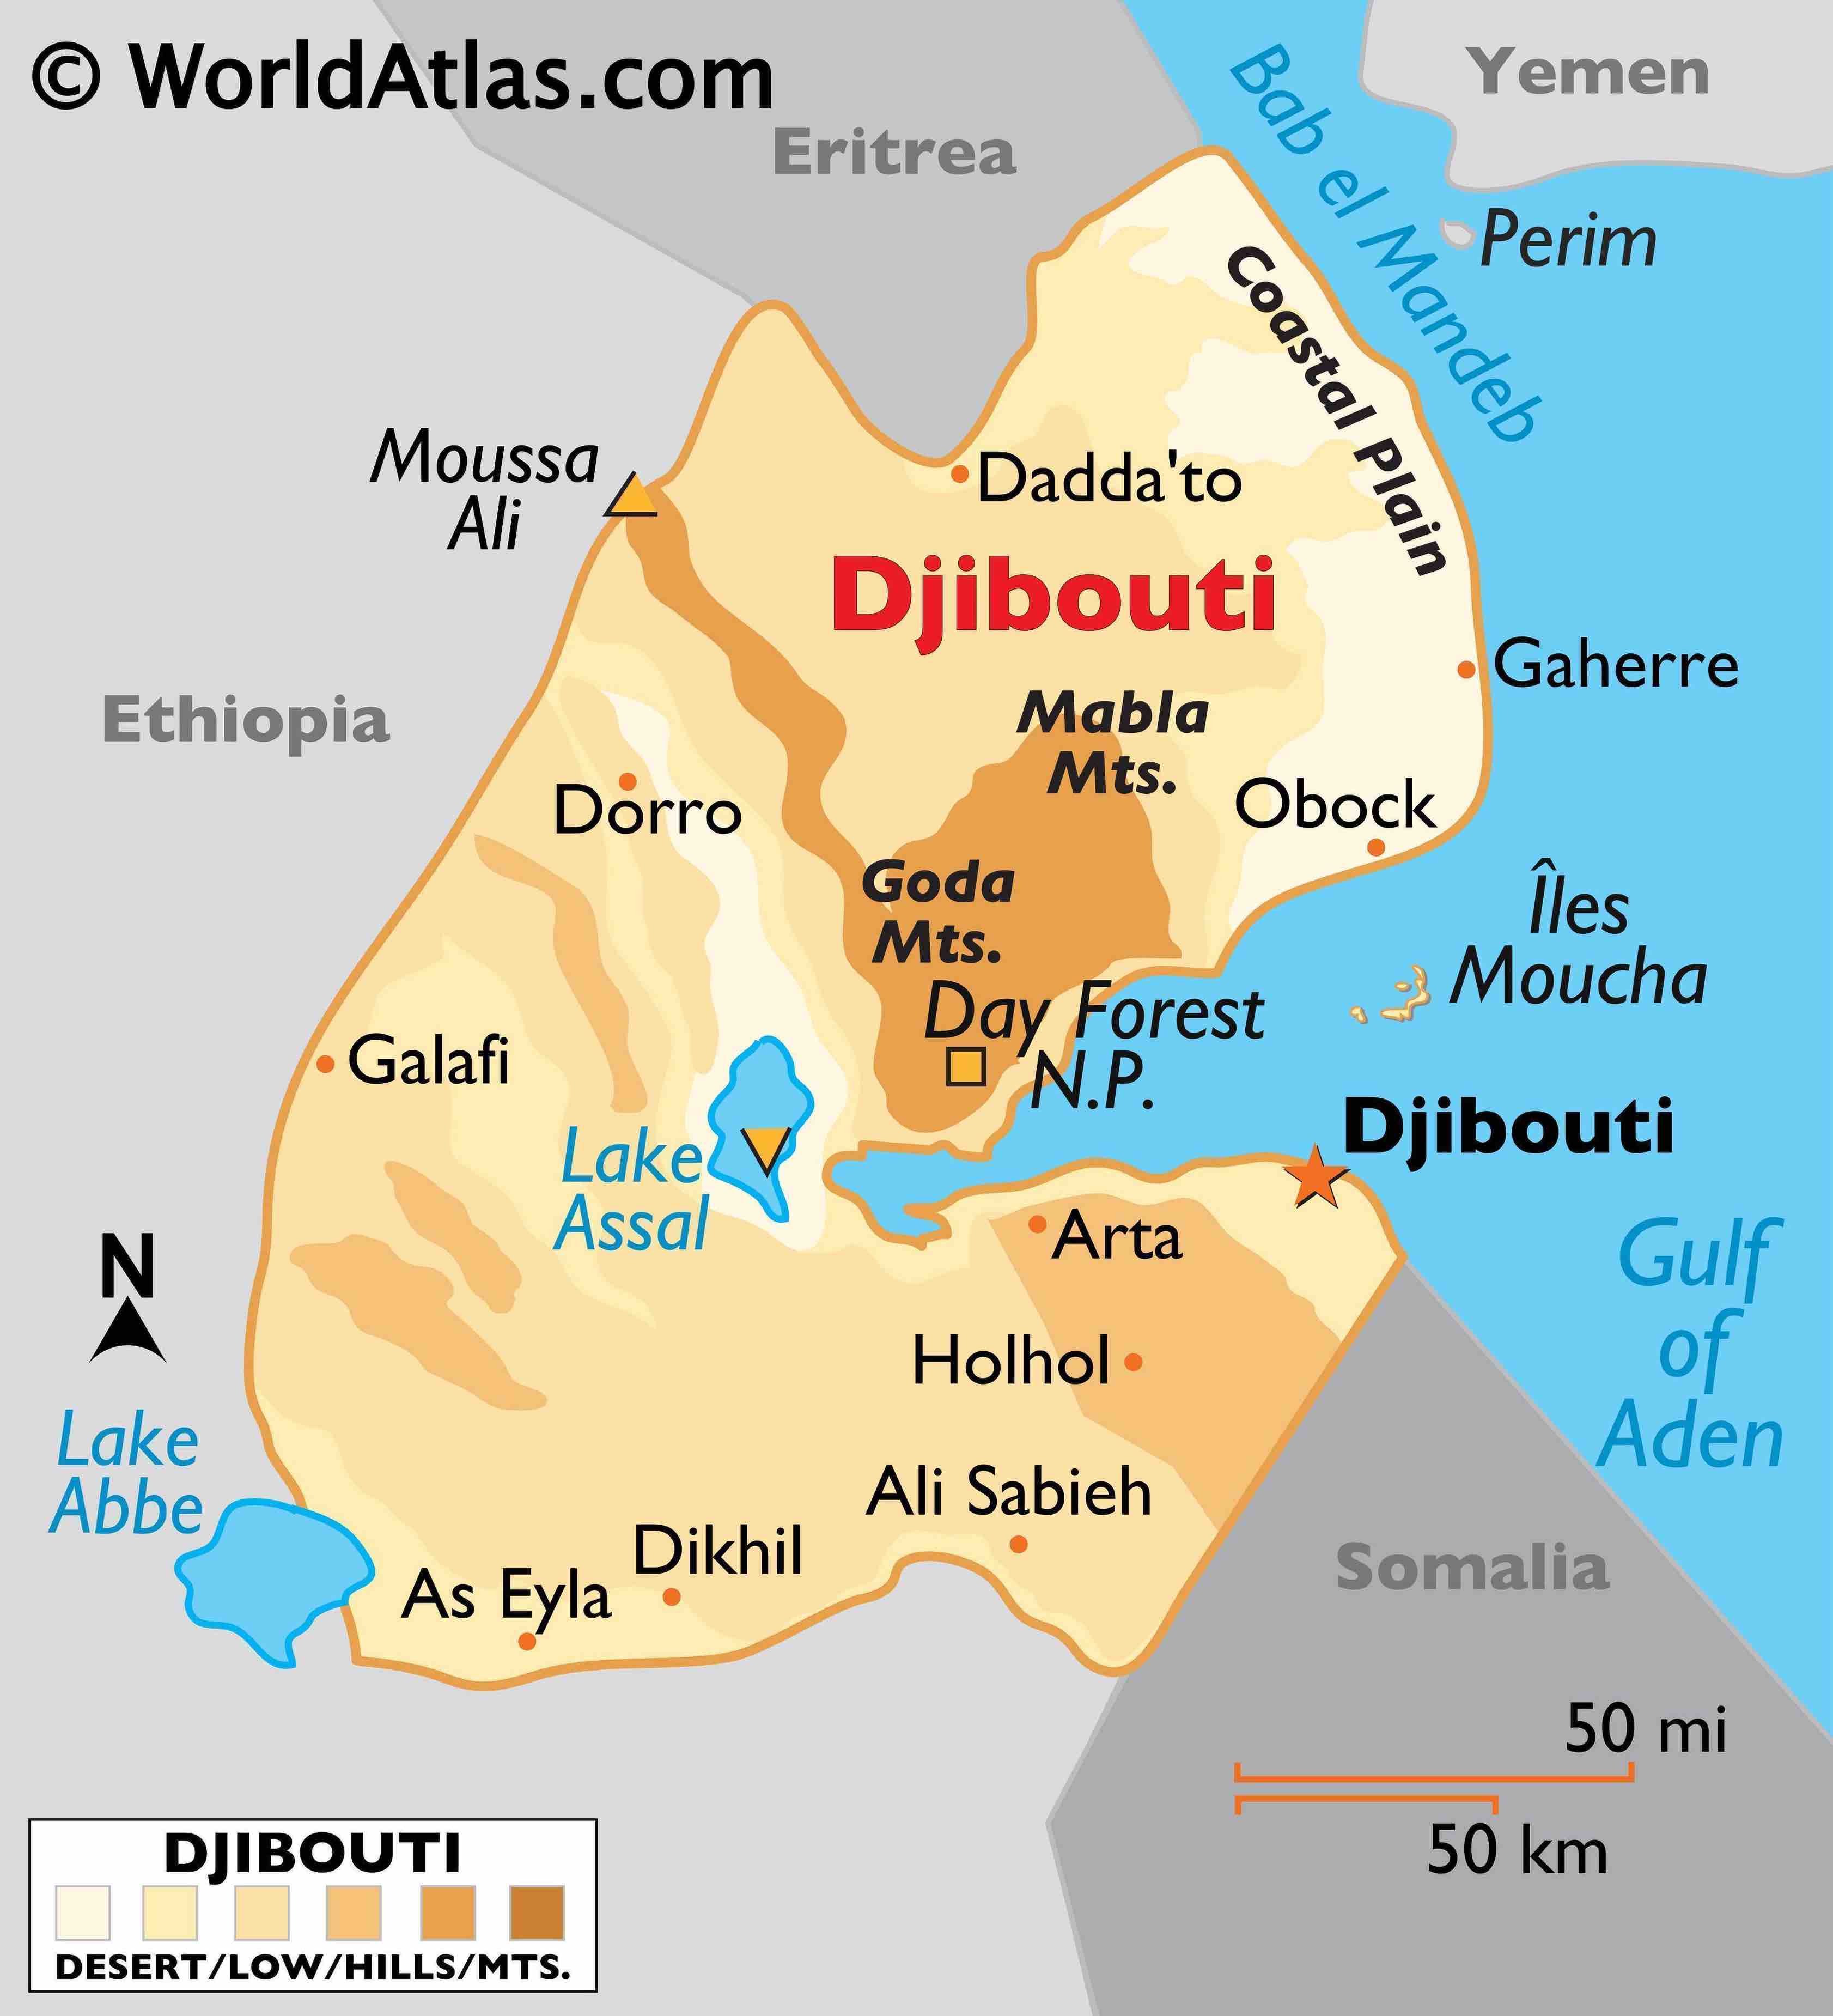 © WorldAtlas.com
Yemen
Eritrea
Bab el Mandeb
Perim
Coastal Plain
Moussa
Ali
Dadda'to
Djibouti
Gaherre
Ethiopia
Mabla
Mts.
Dorro
Obock
Goda
Mts.
Îles
Moucha
Day Forest
N.P.
Galafi
Djibouti
Lake
Assal
Arta
N
Gulf
of
Aden
Holhol
Lake
Abbe
Ali Sabieh
Dikhil
As Eyla
Somalia
50 mi
50 km
DJIBOUTI
DESERT/LOW/HILLS/MTS.